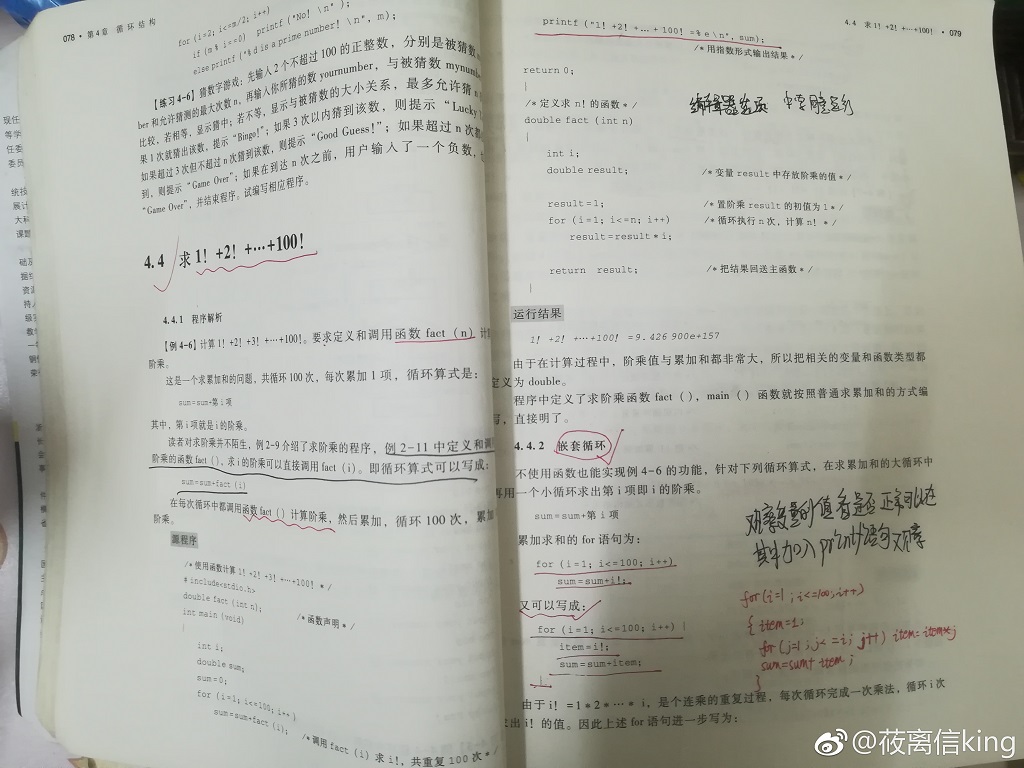 078 · 第4章 循环结构
for (i=2; i<=m/2; i++)
if (m % i==0) printf ("No! \n" );
else printf ("% d is a prime number! \n", m);
【练习4-6】猜数字游戏：先输入2个不超过100的正整数，分别是被猜数
ber和允许猜测的最大次数n，再输入你所猜的数 yournumber，与被猜数 mynumbe
比较，若相等，显示猜中；若不等，显示与被猜数的大小关系，最多允许猜
果1次就猜出该数，提示“Bingo!”；如果3次以内猜到该数，则提示“Lucky
如果超过3次但不超过n次猜到该数，则提示“Good Guess!”；如果超过n次都
到，则提示“Game Over”；如果在到达n次之前，用户输入了一个负数，
“Game Over”，并结束程序。试编写相应程序。
4.4 求1！+2！+…+100！
4.4.1 程序解析
【例4-6】计算1！+2！+3！+…+100！。要求定义和调用函数 fact (n) 计
阶乘。
这是一个求累加和的问题，共循环100次，每次累加1项，循环算式是：
sum=sum+第i项
其中，第i项就是i的阶乘。
读者对求阶乘并不陌生，例2-9介绍了求阶乘的程序，例2-11中定义和调
阶乘的函数 fact ()，求i的阶乘可以直接调用 fact (i)。即循环算式可以写成：
sum=sum+fact (i)
在每次循环中都调用函数 fact () 计算阶乘，然后累加，循环100次，累加
阶乘。
源程序
/*使用函数计算1！+2！+3！+…+100！ */
# include<stdio.h>
double fact (int n);    /*函数声明*/
int main (void)
{
int i;
double sum;
sum=0;
for (i=1; i<=100; i++)
sum=sum+fact (i);    /*调用 fact (i) 求i!，共重复100次*/
4.4 求1！+2！+…+100！ · 079
printf ("1! +2! +… + 100! =% e \n", sum);
/*用指数形式输出结果*/
return 0;
}
/*定义求n！的函数*/
double fact (int n)
{
int i;
double result;    /*变量 result 中存放阶乘的值*/
result=1;    /*置阶乘 result 的初值为1*/
for (i=1; i<=n; i++)    /*循环执行n次，计算n！*/
result=result * i;
return result;    /*把结果回送主函数*/
}
运行结果
1! +2! +…+100! =9.426 900e+157
由于在计算过程中，阶乘值与累加和都非常大，所以把相关的变量和函数类型都
定义为 double。
程序中定义了求阶乘函数 fact ()，main () 函数就按照普通求累加和的方式编
写，直接明了。
4.4.2 嵌套循环
不使用函数也能实现例4-6的功能，针对下列循环算式，在求累加和的大循环中
再用一个小循环求出第i项即i的阶乘。
sum=sum+第i项
累加求和的 for 语句为：
观察变量的值看是否正常可以在
其中加入 printf语句观察
for (i=1; i<=100; i++)
sum=sum+i!;
又可以写成：
for (i=1; i<=100; i++) {
item=i!;
sum=sum+item;
}
for(i=1; i<=100; i++)
{ item=1;
for(j=1; j<=i; j++) item=item*j
sum=sum+item;
}
由于 i! =1 * 2 * … * i，是个连乘的重复过程，每次循环完成一次乘法，循环i次
求出 i! 的值。因此上述 for 语句进一步写为：
@莜离信king